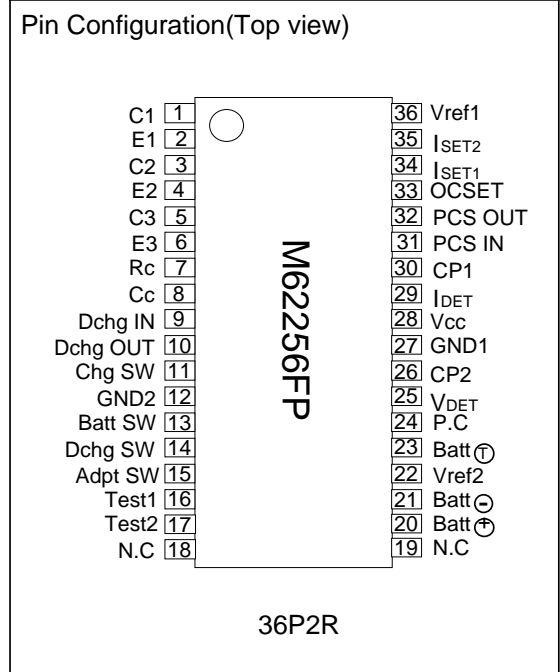 Pin Configuration(Top view)
C1 1 36 Vref1
E1 2 35 ISET2
C2 3 34 ISET1
E2 4 33 OCSET
C3 5 32 PCS OUT
E3 6 31 PCS IN
Rc 7 30 CP1
Cc 8 29 IDET
Dchg IN 9 28 Vcc
Dchg OUT 10 27 GND1
Chg SW 11 26 CP2
GND2 12 25 VDET
Batt SW 13 24 P.C
Dchg SW 14 23 Batt Ⓣ
Adpt SW 15 22 Vref2
Test1 16 21 Batt ⊖
Test2 17 20 Batt ⊕
N.C 18 19 N.C
M62256FP
36P2R